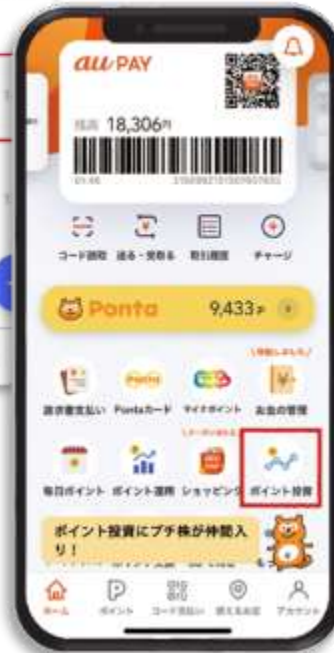 au PAY
残高 18,306円
コード読取 送る・受取る 取引履歴 チャージ
Ponta 9,433P
請求書支払い Pontaカード マイナポイント お金の管理
毎日ポイント ポイント運用 ショッピング ポイント投資
ポイント投資にプチ株が仲間入
り!
ホーム ポイント コード支払い 使えるお店 アカウント